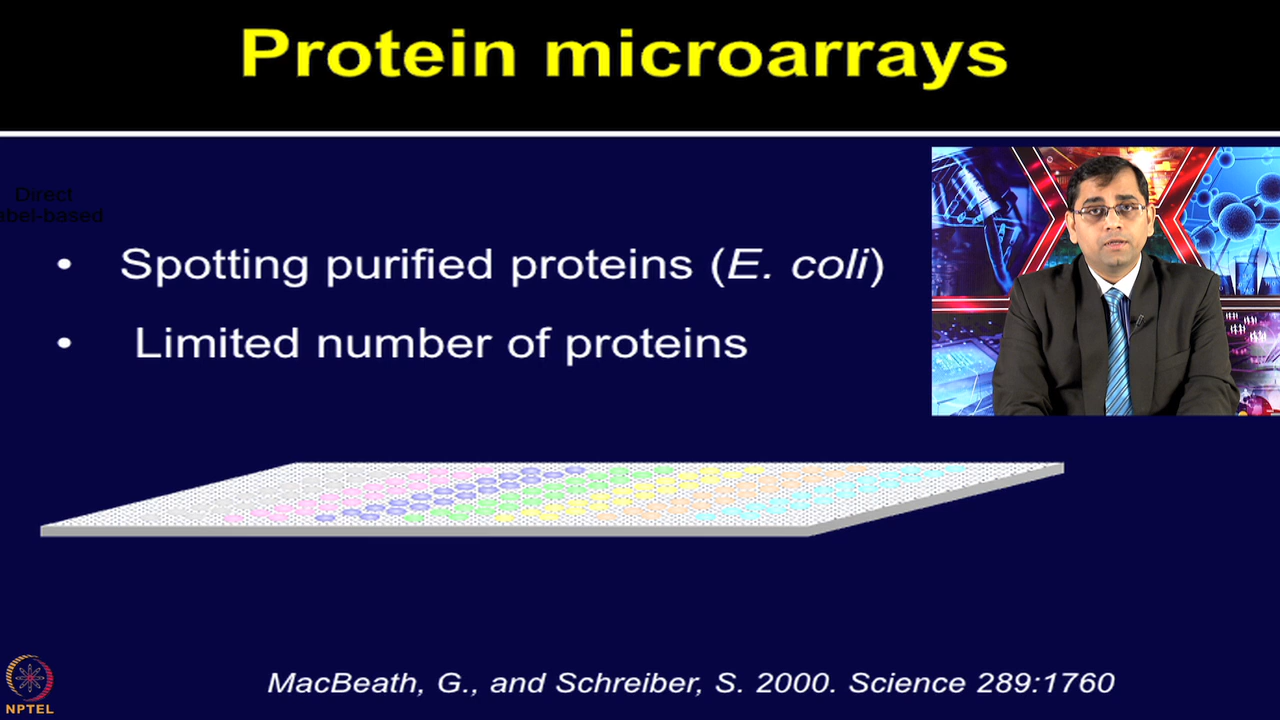 Protein microarrays
Direct
abel-based
• Spotting purified proteins (E. coli)
• Limited number of proteins
MacBeath, G., and Schreiber, S. 2000. Science 289:1760
NPTEL